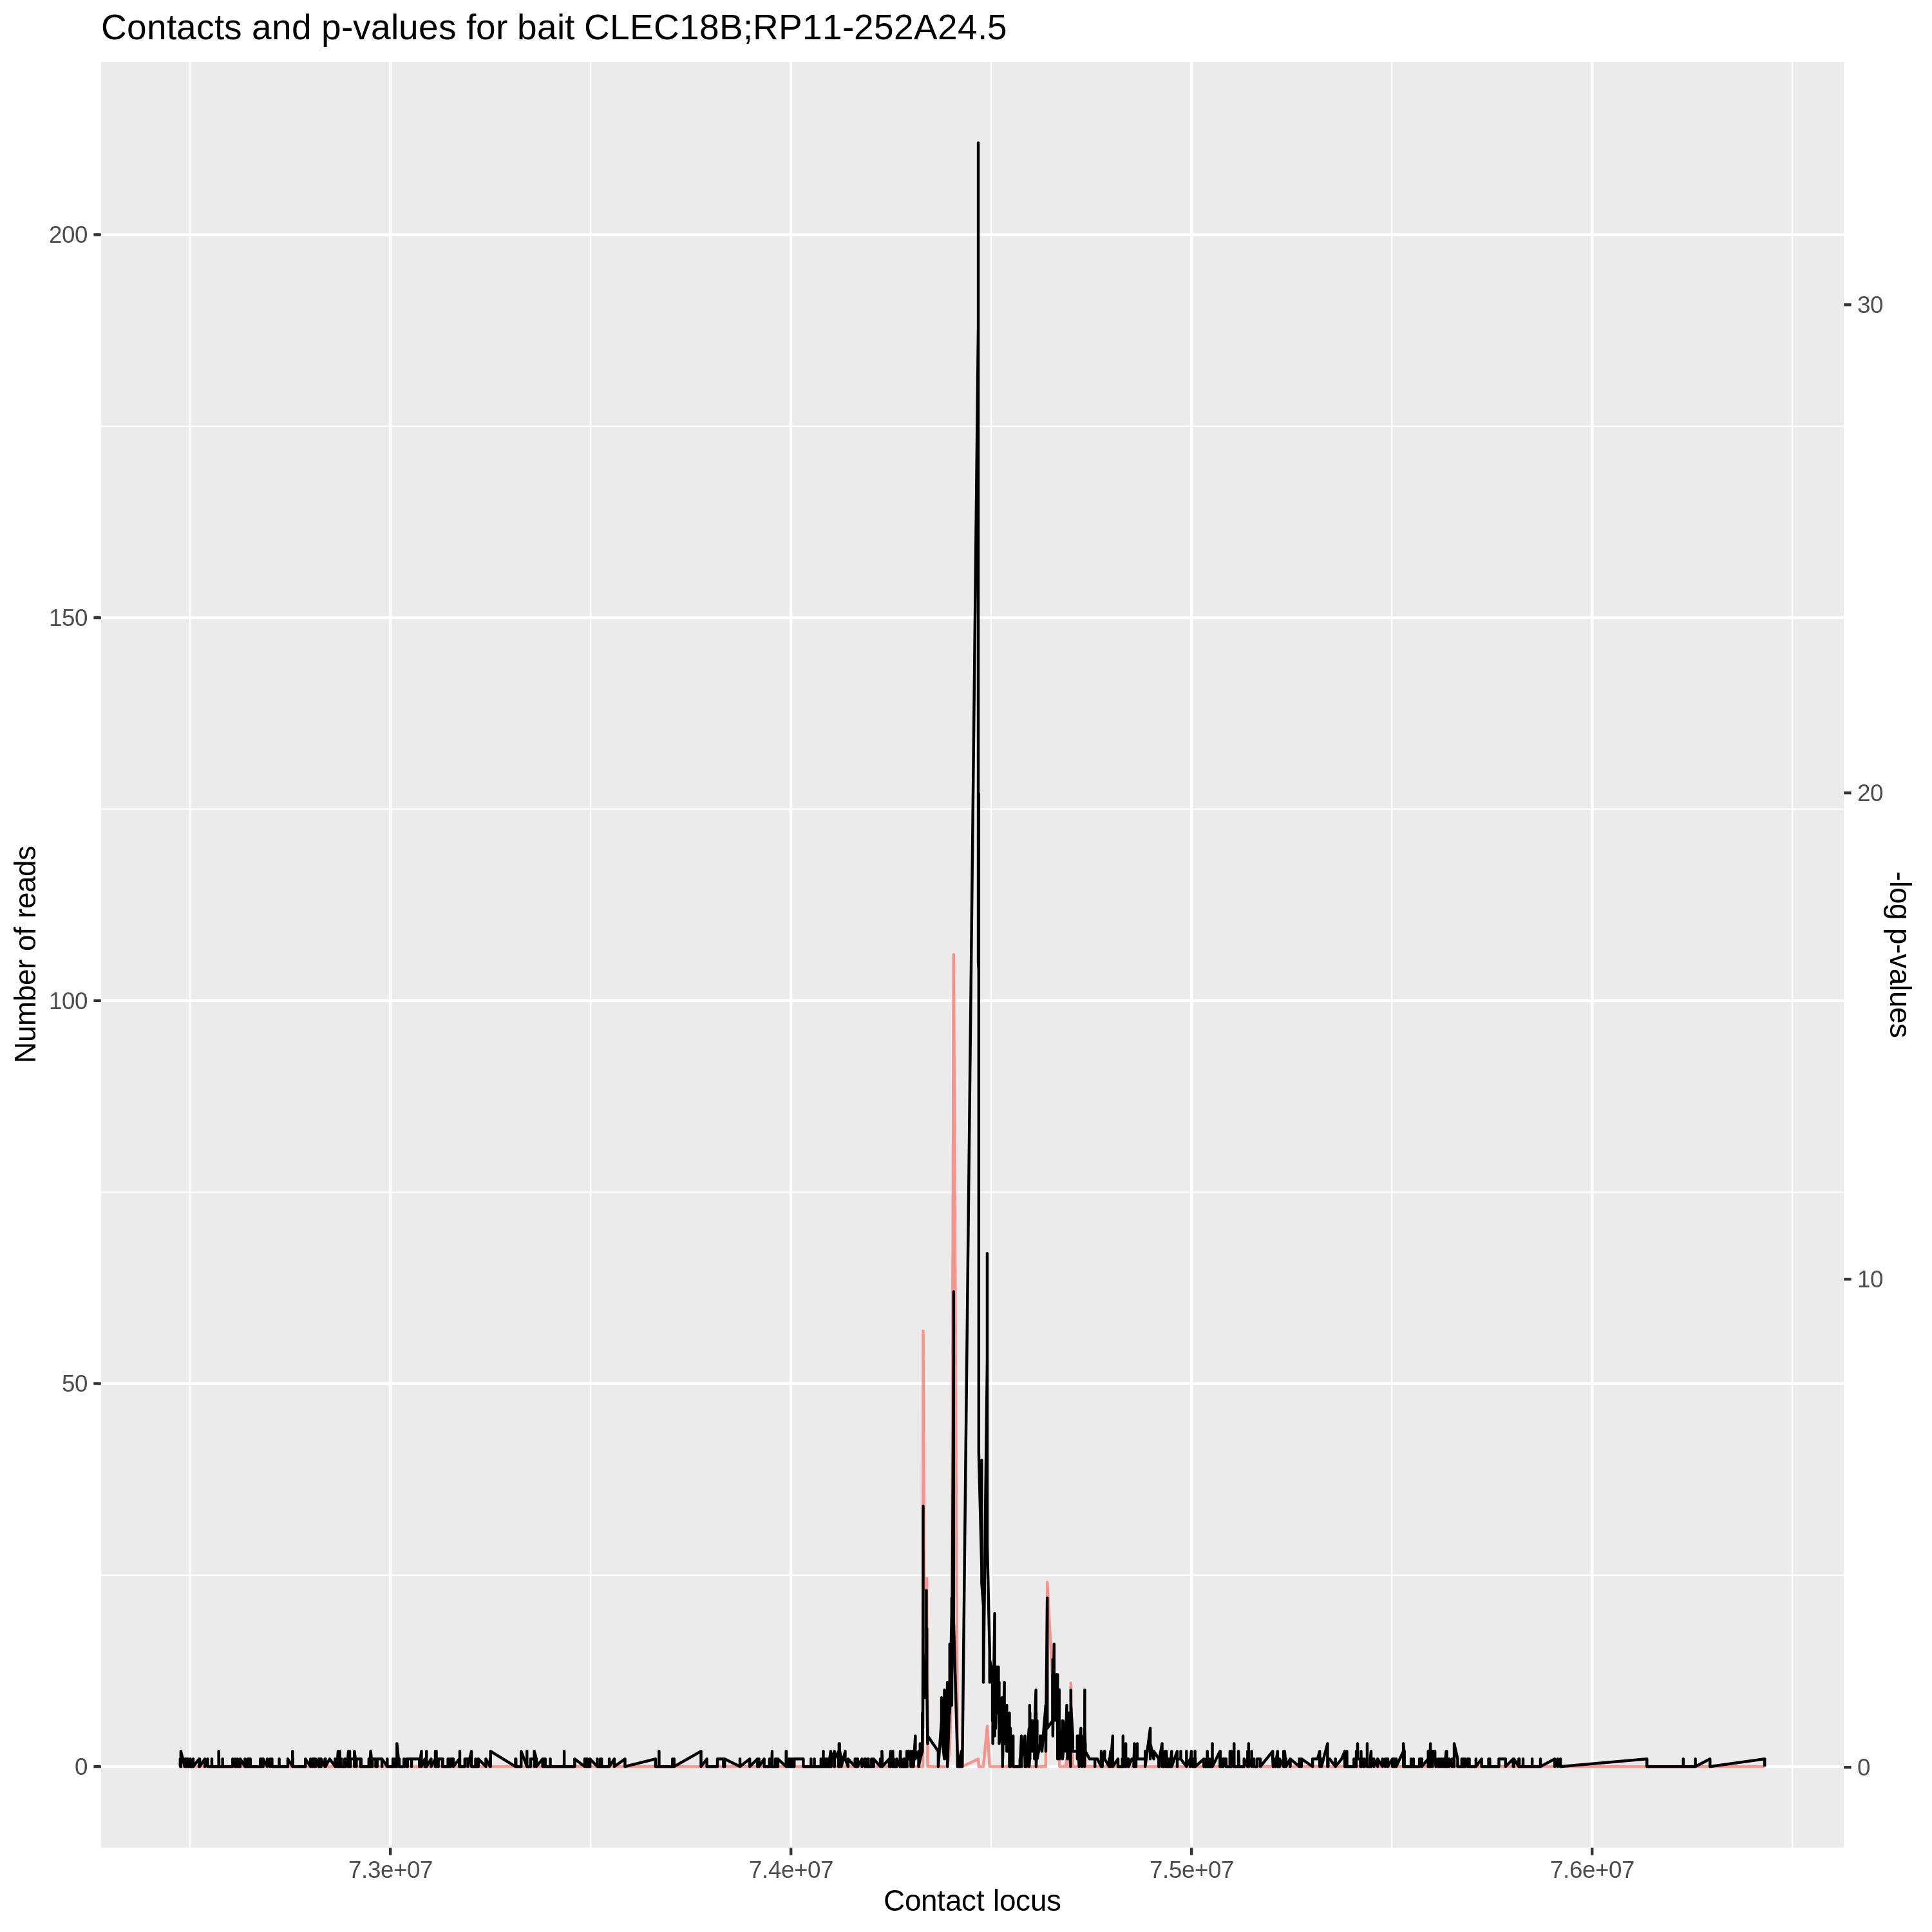 Contacts and p-values for bait CLEC18B;RP11-252A24.5
200
150
100
50
0
Number of reads
30
20
10
0
-log p-values
7.3e+07 7.4e+07 7.5e+07 7.6e+07
Contact locus